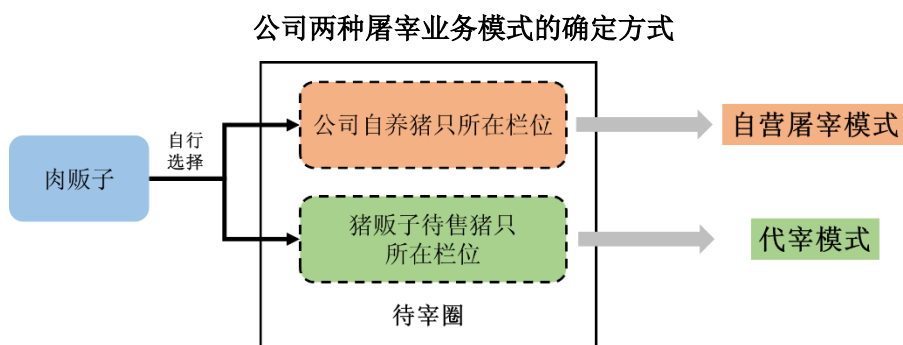 公司两种屠宰业务模式的确定方式
肉贩子
自行
选择
公司自养猪只所在栏位
自营屠宰模式
猪贩子待售猪只
所在栏位
代宰模式
待宰圈